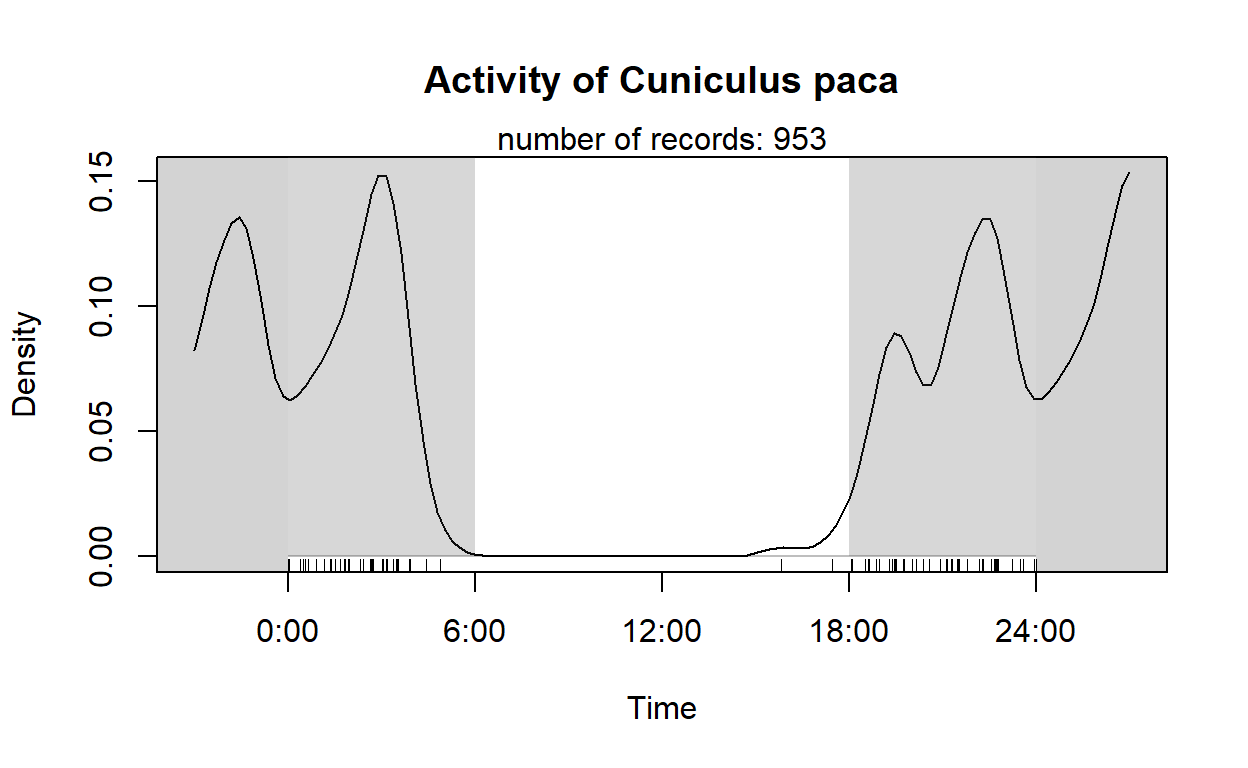 Activity of Cuniculus paca
number of records: 953
0.15
0.10
0.05
0.00
Density
0:00 6:00 12:00 18:00 24:00
Time